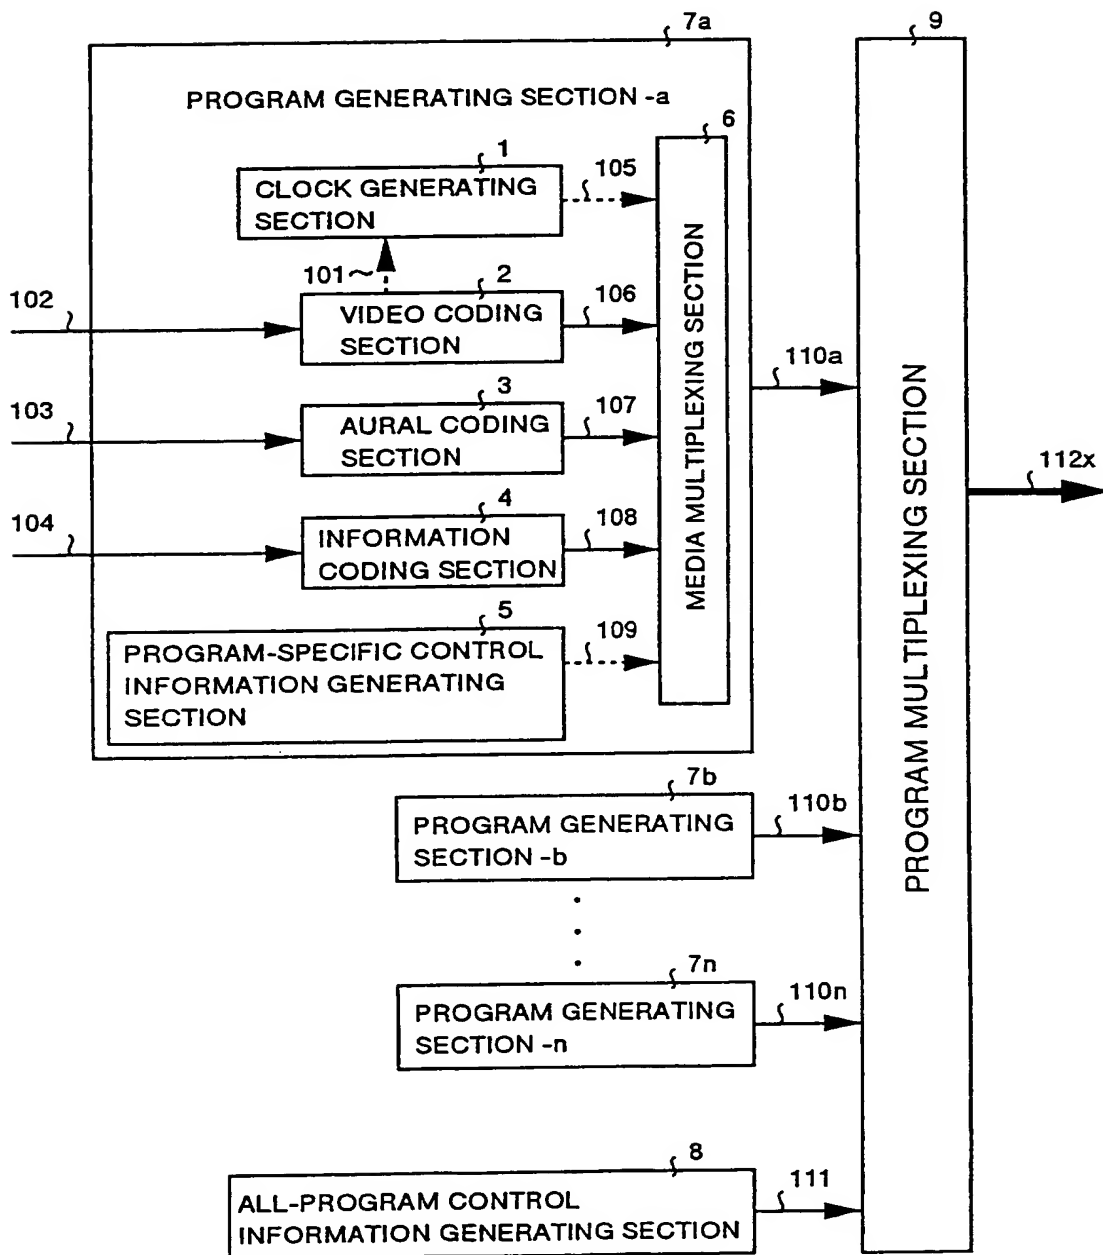 7a
9
PROGRAM GENERATING SECTION -a
6
1
CLOCK GENERATING
SECTION
105
101
2
102
VIDEO CODING
SECTION
106
3
103
AURAL CODING
SECTION
107
4
104
INFORMATION
CODING SECTION
108
5
PROGRAM-SPECIFIC CONTROL
INFORMATION GENERATING
SECTION
109
MEDIA MULTIPLEXING SECTION
110a
PROGRAM MULTIPLEXING SECTION
112x
7b
PROGRAM GENERATING
SECTION -b
110b
7n
PROGRAM GENERATING
SECTION -n
110n
8
ALL-PROGRAM CONTROL
INFORMATION GENERATING SECTION
111